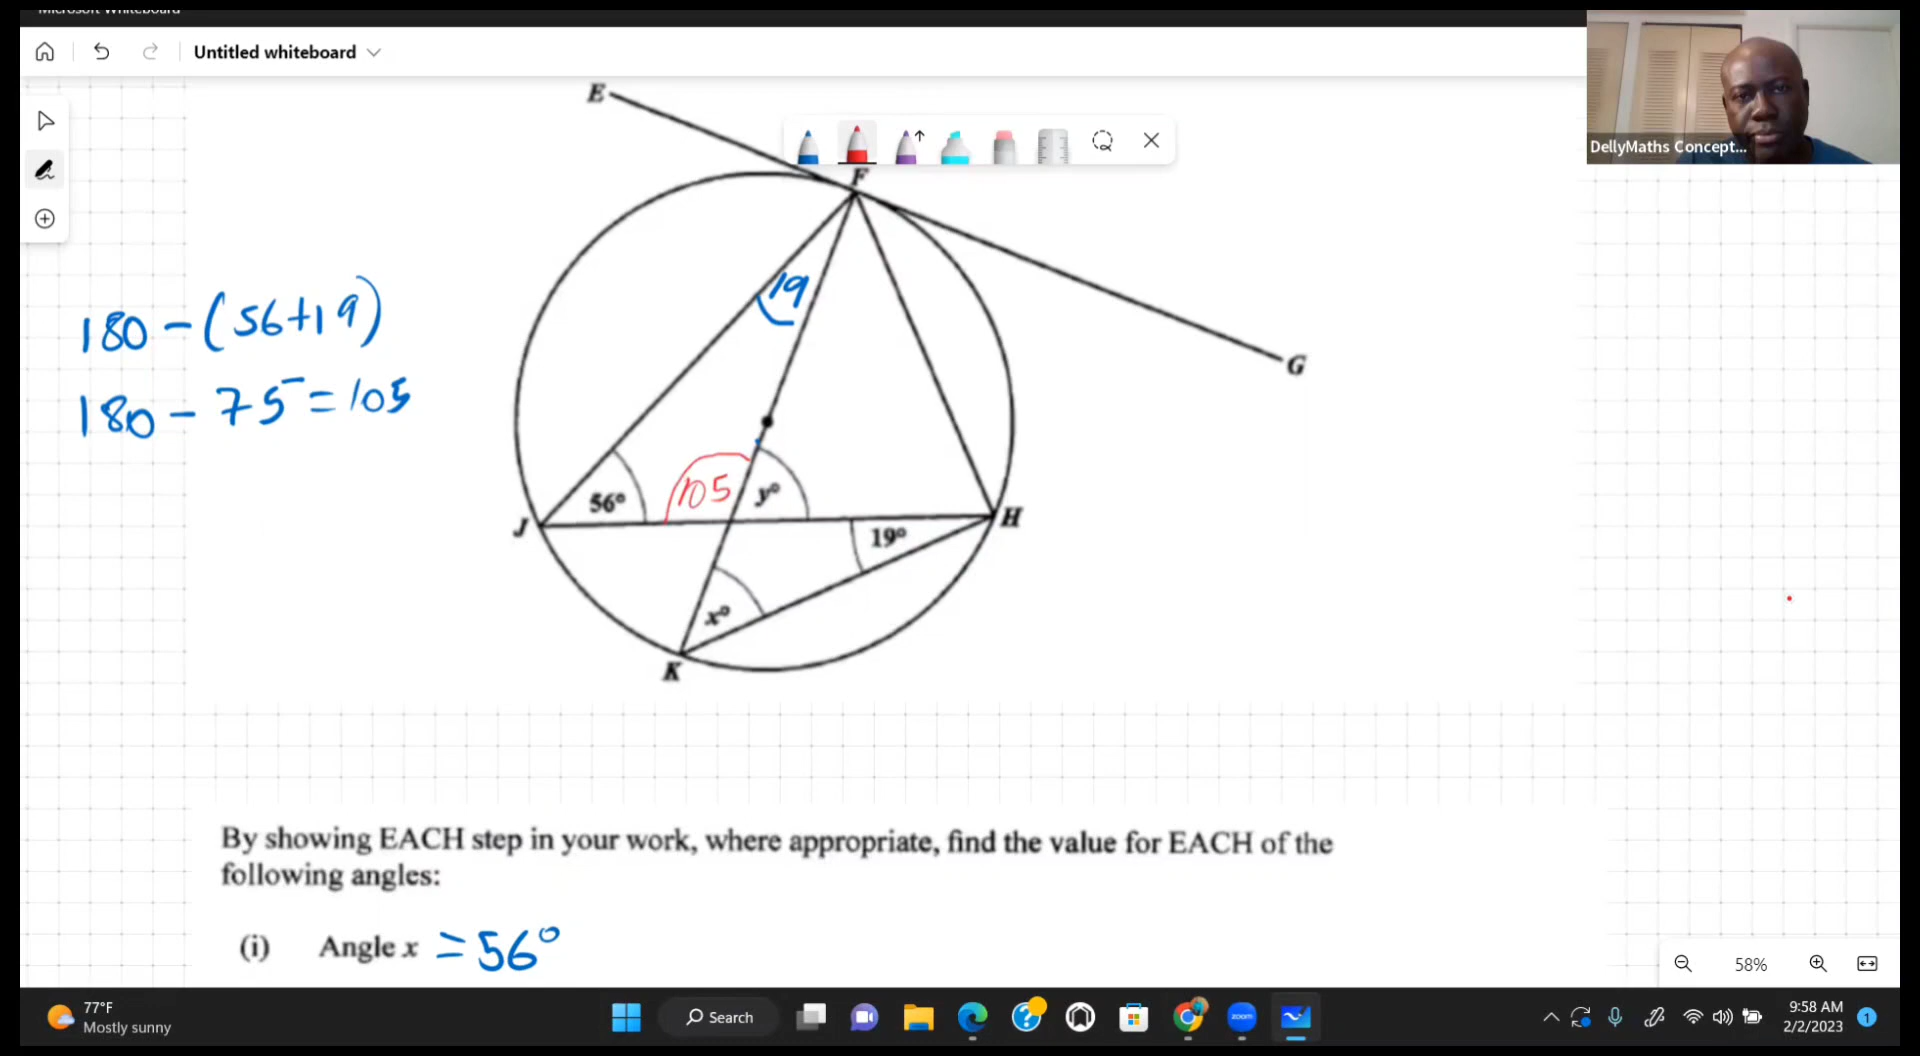 Untitled whiteboard
DellyMaths Concept...
E
F
19
180 - (56+19)
180 - 75 = 105
G
56°
105
y°
J
H
19°
x°
K
By showing EACH step in your work, where appropriate, find the value for EACH of the
following angles:
(i) Angle x = 56°
58%
77°F
Mostly sunny
Search
zoom
9:58 AM
2/2/2023
1